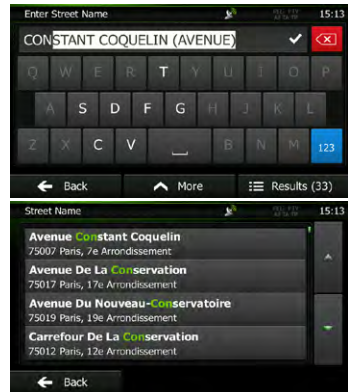 Enter Street Name 15:13
CONSTANT COQUELIN (AVENUE)
Q W E R T Y U I O P
A S D F G H J K L
Z X C V B N M 123
Back More Results (33)
Street Name 15:13
Avenue Constant Coquelin
75007 Paris, 7e Arrondissement
Avenue De La Conservation
75017 Paris, 17e Arrondissement
Avenue Du Nouveau-Conservatoire
75019 Paris, 19e Arrondissement
Carrefour De La Conservation
75012 Paris, 12e Arrondissement
Back